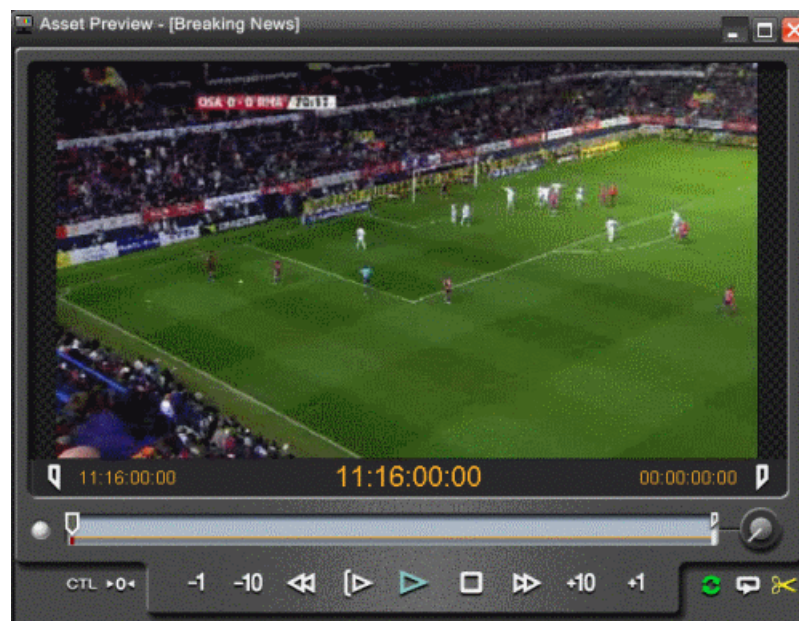 Asset Preview - [Breaking News]
OSA 0-0 RMA
11:16:00:00 11:16:00:00 00:00:00:00
CTL ▸0◂ -1 -10 +10 +1